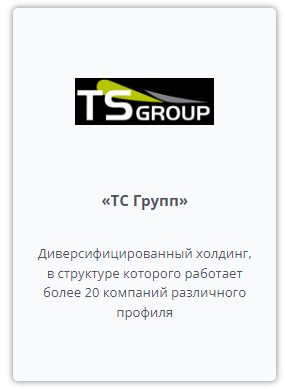 TS GROUP
«ТС Групп»
Диверсифицированный холдинг,
в структуре которого работает
более 20 компаний различного
профиля